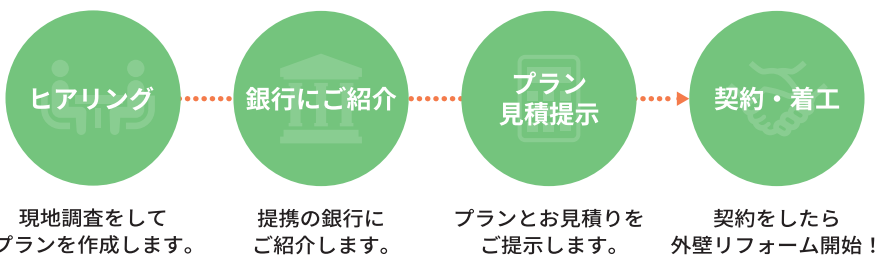 ヒアリング
銀行にご紹介
プラン
見積提示
契約・着工
現地調査をして
プランを作成します。
提携の銀行に
ご紹介します。
プランとお見積りを
ご提示します。
契約をしたら
外壁リフォーム開始！